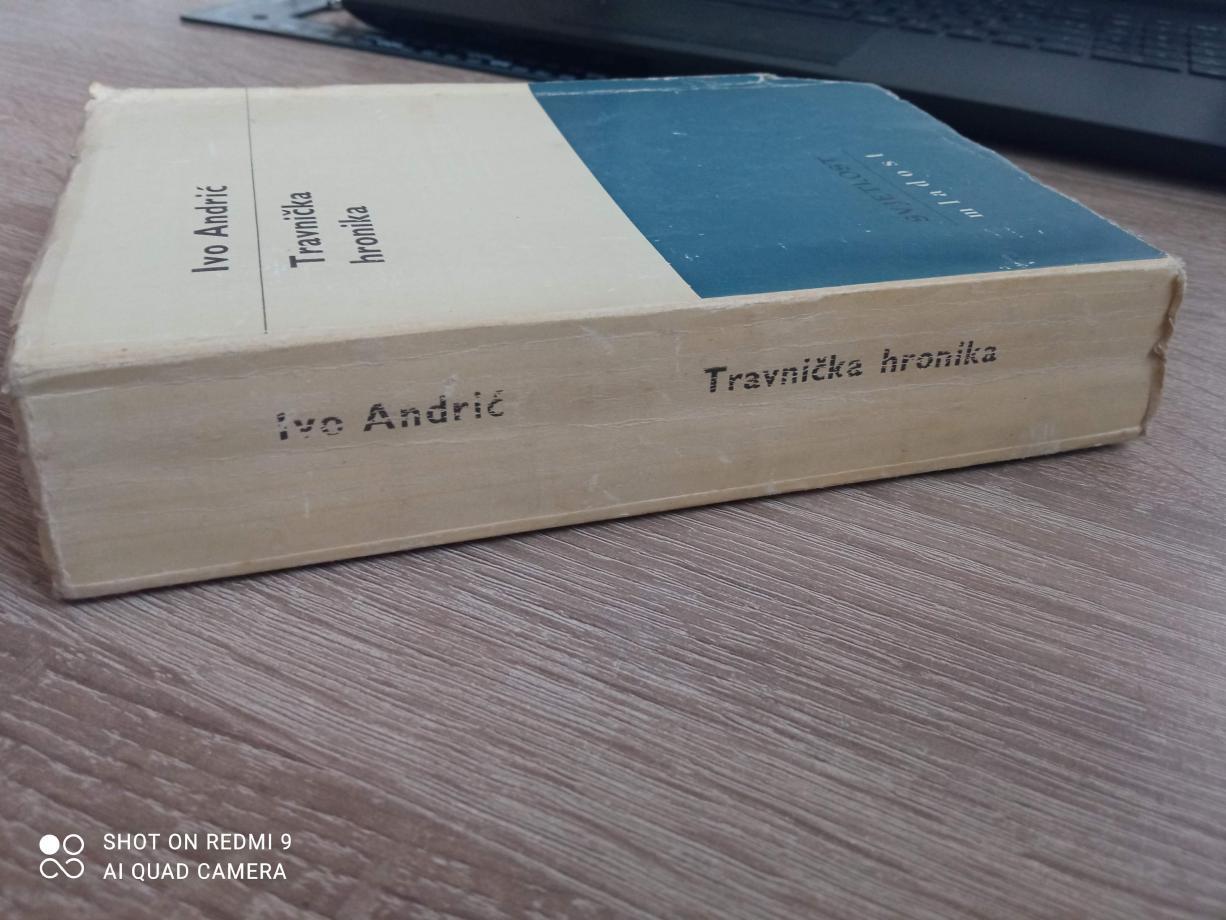 Ivo Andrić
Travnička
hronika
SVJETLOST
mladost
Ivo Andrić
Travnička hronika
SHOT ON REDMI 9
AI QUAD CAMERA